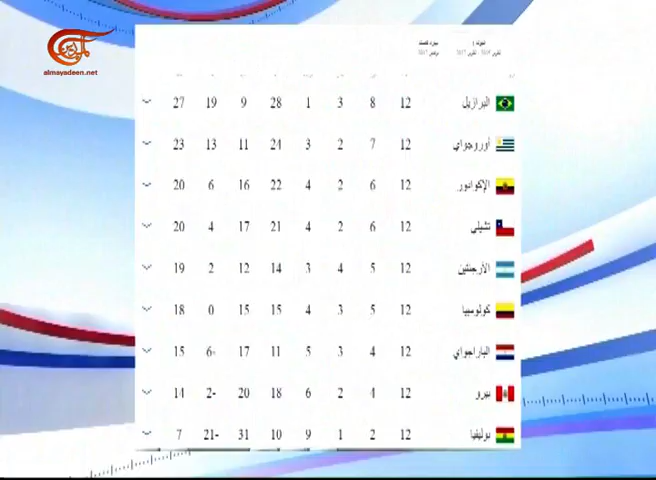 الميادين
almayadeen.net
البرازيل 12 8 3 1 28 9 19 27
أوروجواي 12 7 2 3 24 11 13 23
الإكوادور 12 6 2 4 22 16 6 20
تشيلي 12 6 2 4 21 17 4 20
الأرجنتين 12 5 4 3 14 12 2 19
كولومبيا 12 5 3 4 15 15 0 18
الباراجواي 12 4 3 5 11 17 -6 15
بيرو 12 4 2 6 18 20 -2 14
بوليفيا 12 2 1 9 10 31 -21 7